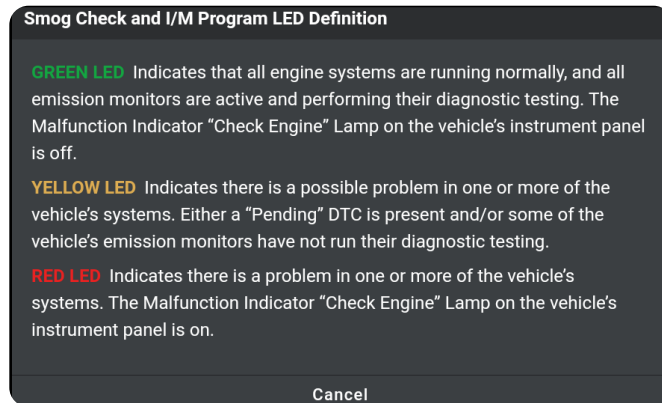 Smog Check and I/M Program LED Definition
GREEN LED Indicates that all engine systems are running normally, and all
emission monitors are active and performing their diagnostic testing. The
Malfunction Indicator “Check Engine” Lamp on the vehicle’s instrument panel
is off.
YELLOW LED Indicates there is a possible problem in one or more of the
vehicle’s systems. Either a “Pending” DTC is present and/or some of the
vehicle’s emission monitors have not run their diagnostic testing.
RED LED Indicates there is a problem in one or more of the vehicle’s
systems. The Malfunction Indicator “Check Engine” Lamp on the vehicle’s
instrument panel is on.
Cancel